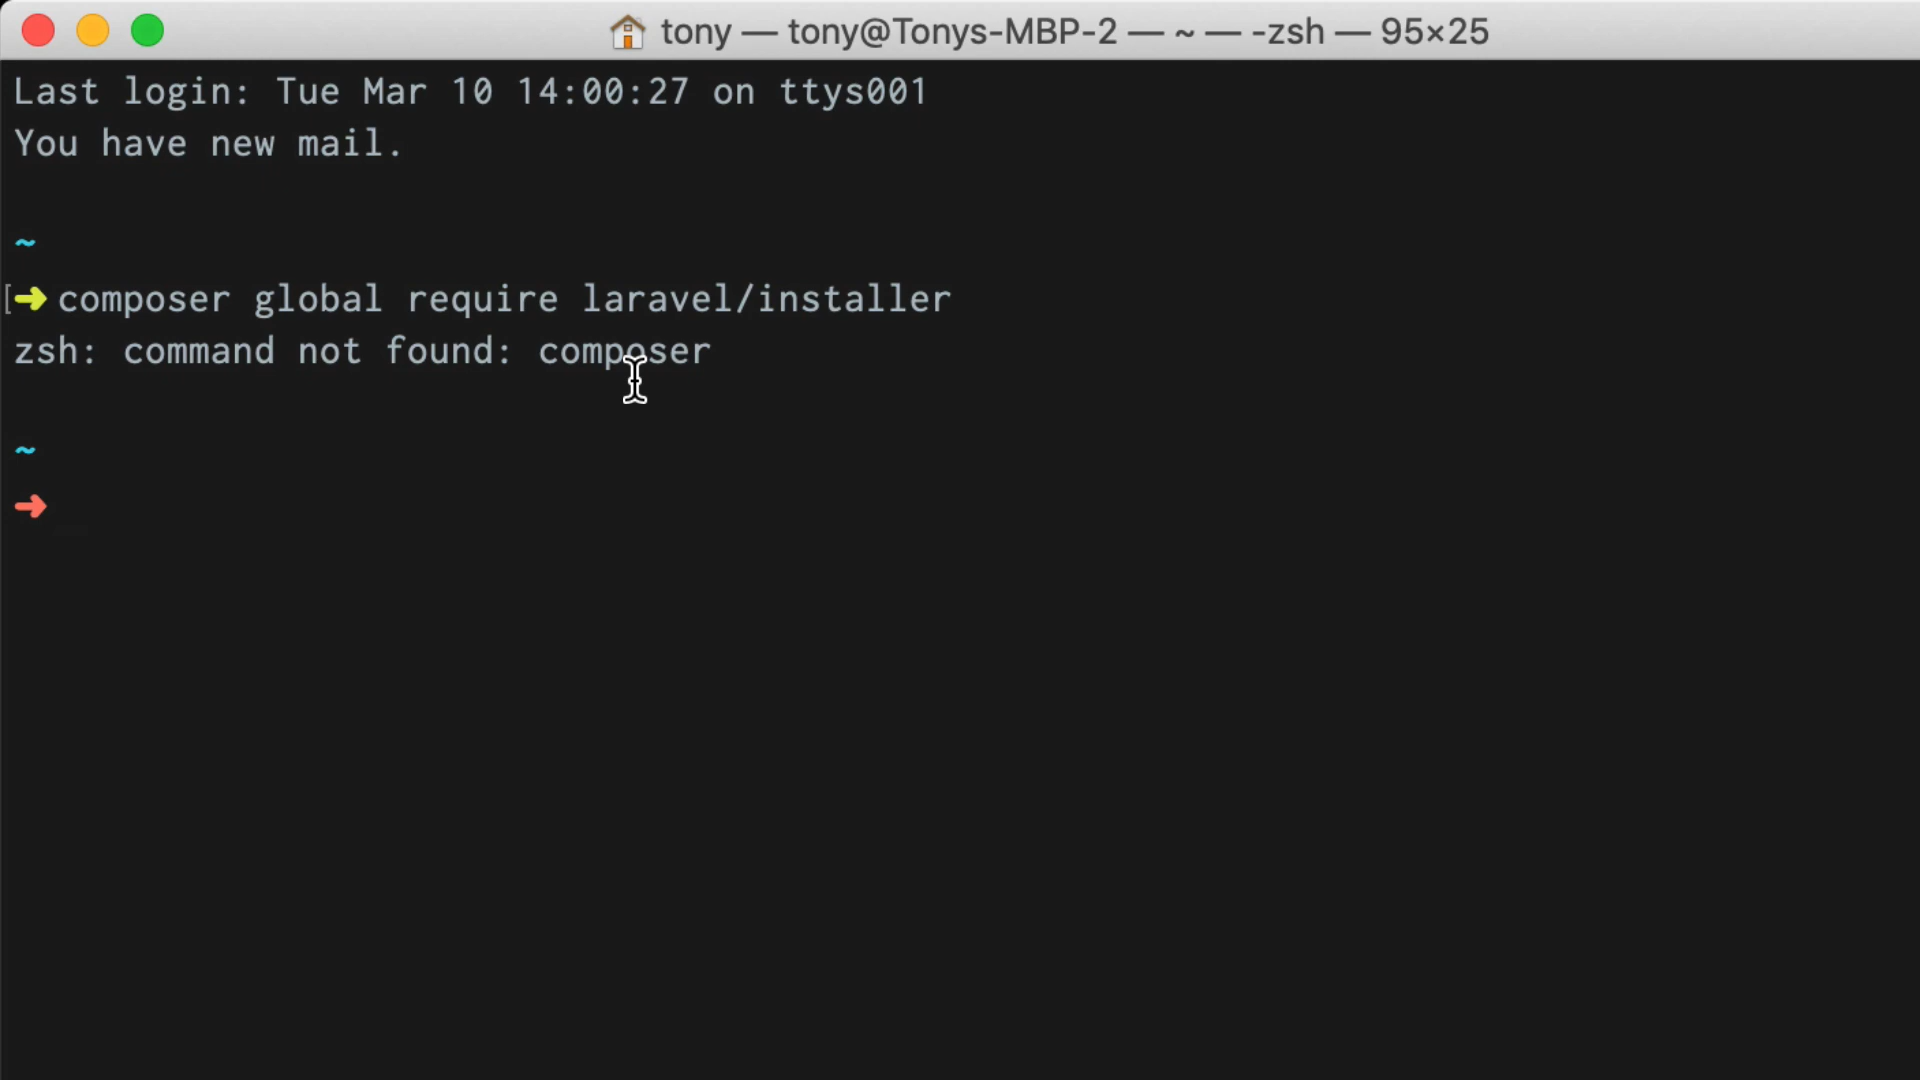 tony — tony@Tonys-MBP-2 — ~ — -zsh — 95×25
Last login: Tue Mar 10 14:00:27 on ttys001
You have new mail.
~
[➜ composer global require laravel/installer
zsh: command not found: composer
~
➜